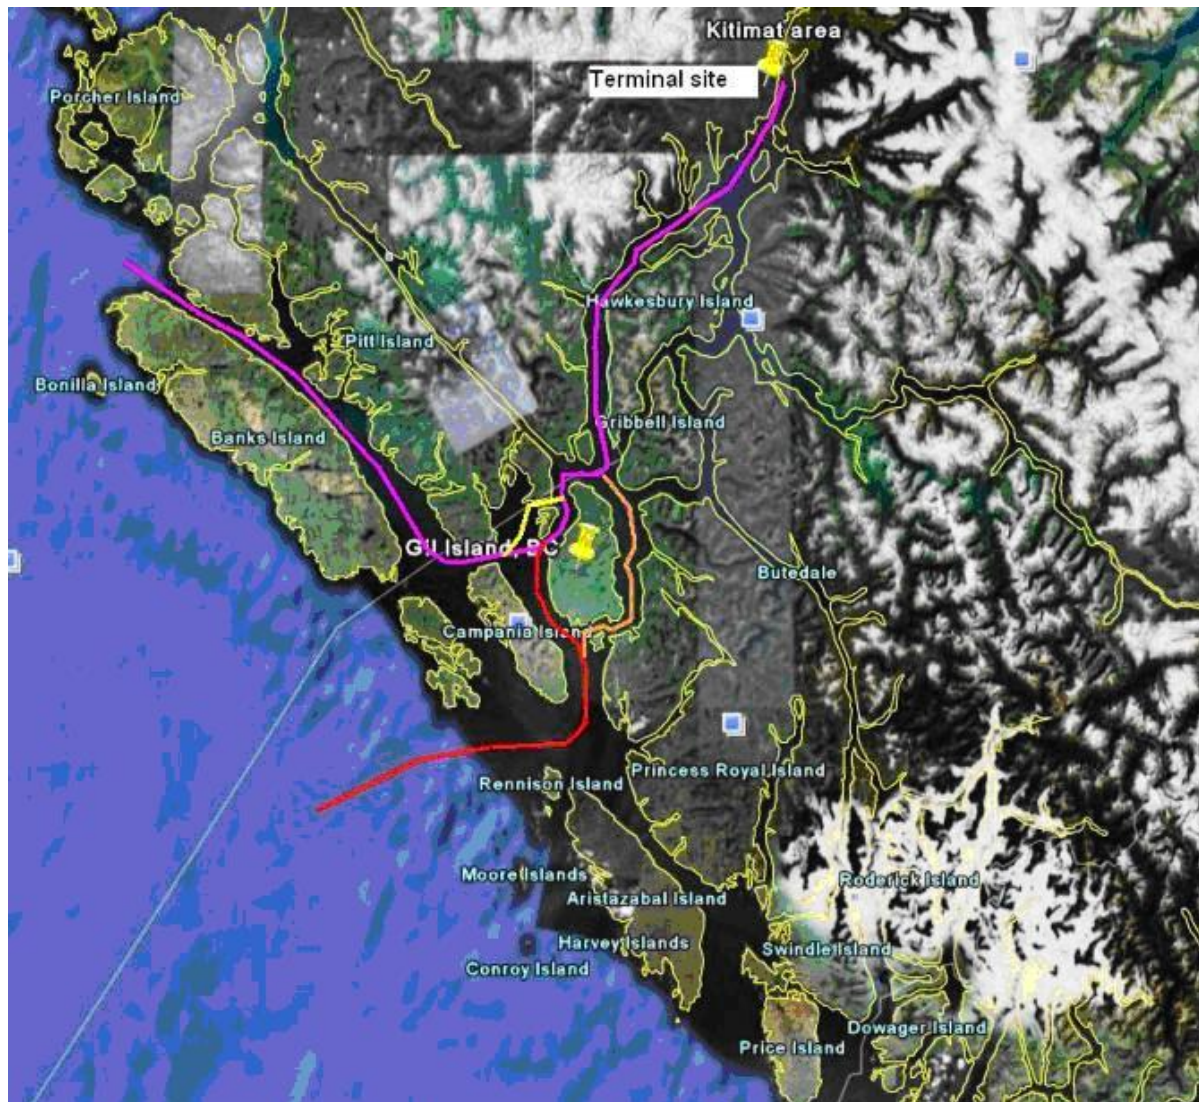 Kitimat area
Terminal site
Porcher Island
Hawkesbury Island
Pitt Island
Bonilla Island
Gribbell Island
Banks Island
Gil Island, BC
Butedale
Campania Island
Princess Royal Island
Rennison Island
Moore Islands
Roderick Island
Aristazabal Island
Harvey Islands
Swindle Island
Conroy Island
Dowager Island
Price Island